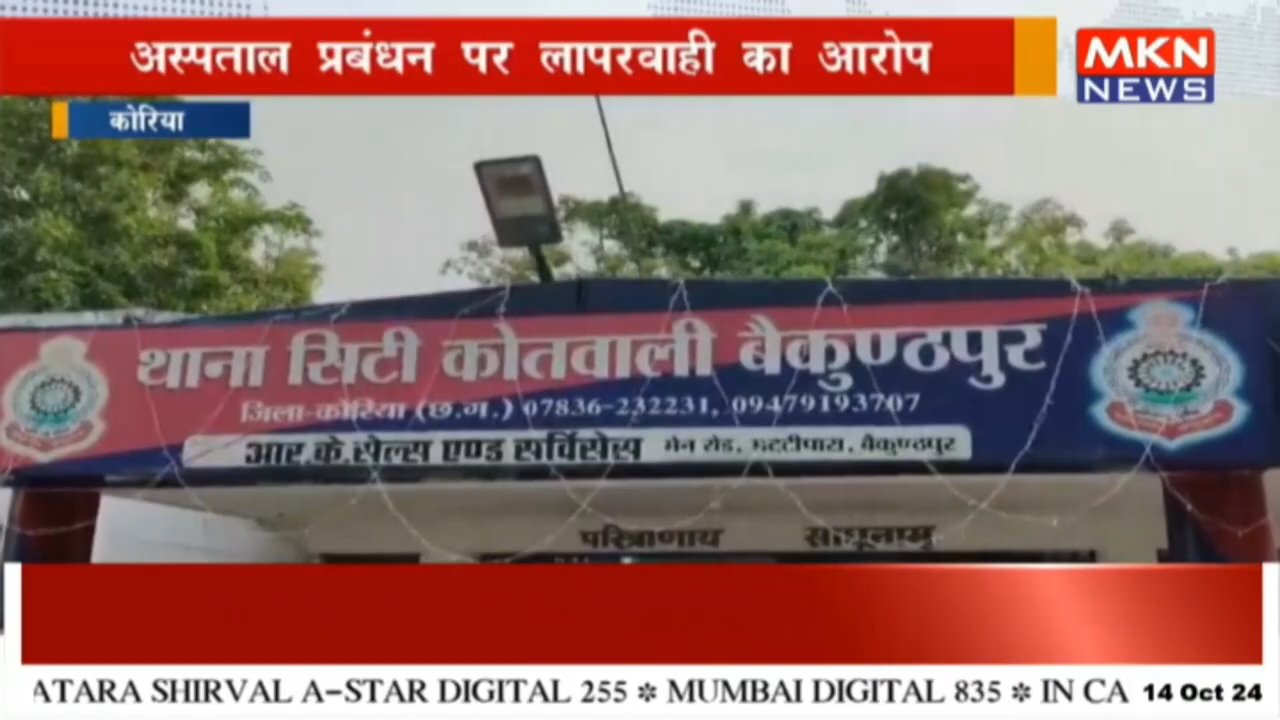 अस्पताल प्रबंधन पर लापरवाही का आरोप
MKN
NEWS
कोरिया
थाना सिटी कोतवाली बैकुण्ठपुर
जिला-कोरिया (छ.ग.) 07836-232231, 09479193707
आर.के.सेल्स एण्ड सर्विसेस मेन रोड, भट्टीपारा, बैकुण्ठपुर
परित्राणाय साधूनाम्
ATARA SHIRVAL A-STAR DIGITAL 255 ✽ MUMBAI DIGITAL 835 ✽ IN CA 14 Oct 24